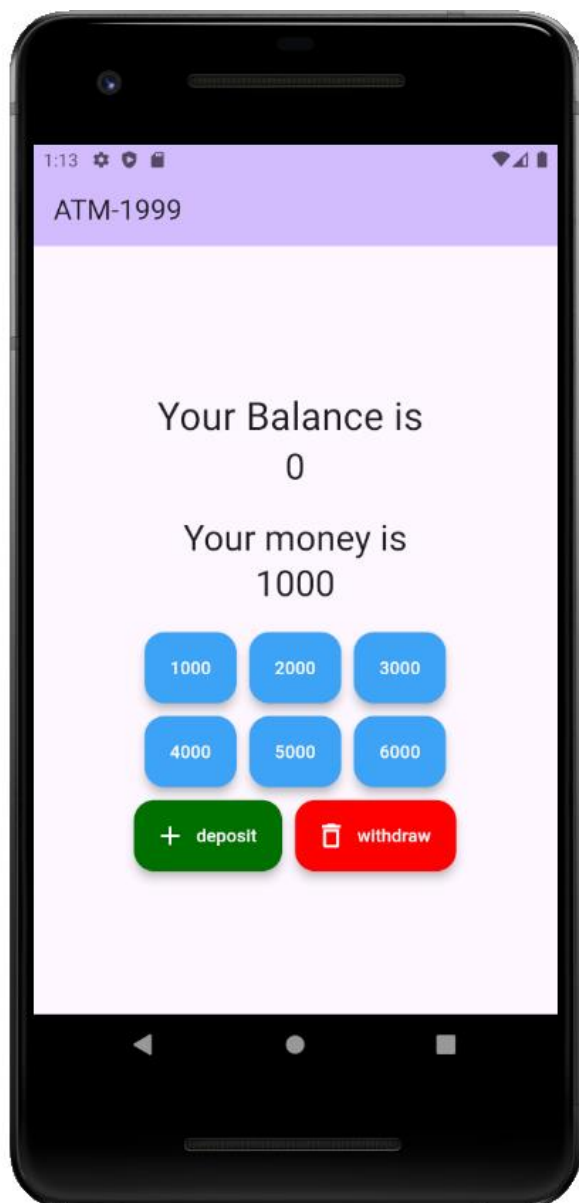 1:13
ATM-1999
Your Balance is
0
Your money is
1000
1000 2000 3000
4000 5000 6000
+ deposit withdraw